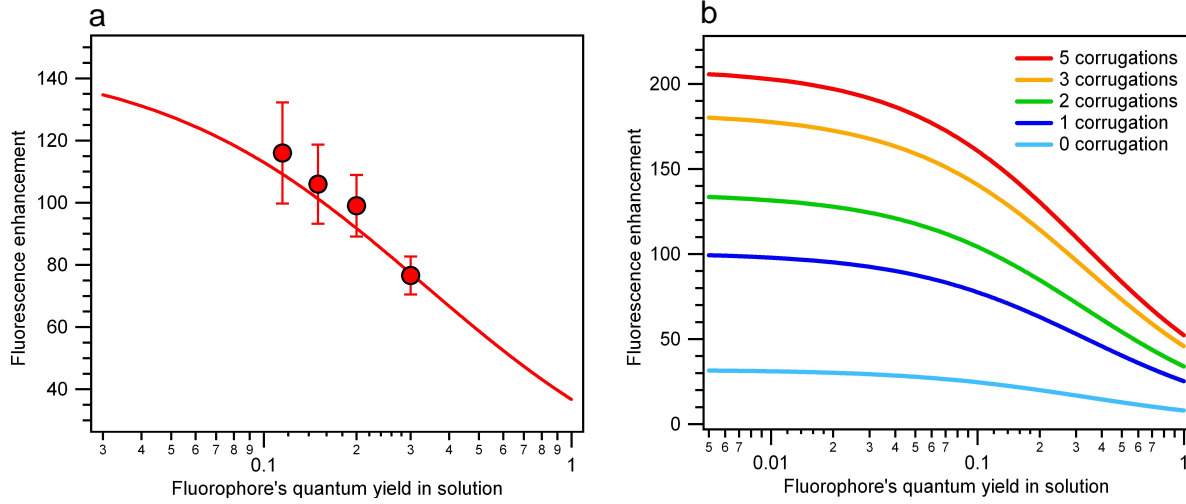 a
Fluorescence enhancement
140
120
100
80
60
40
3 4 5 6 7 8 9 0.1 2 3 4 5 6 7 8 9 1
Fluorophore's quantum yield in solution
b
Fluorescence enhancement
200
150
100
50
0
5 corrugations
3 corrugations
2 corrugations
1 corrugation
0 corrugation
5 6 7 0.01 2 3 4 5 6 7 0.1 2 3 4 5 6 7 1
Fluorophore's quantum yield in solution